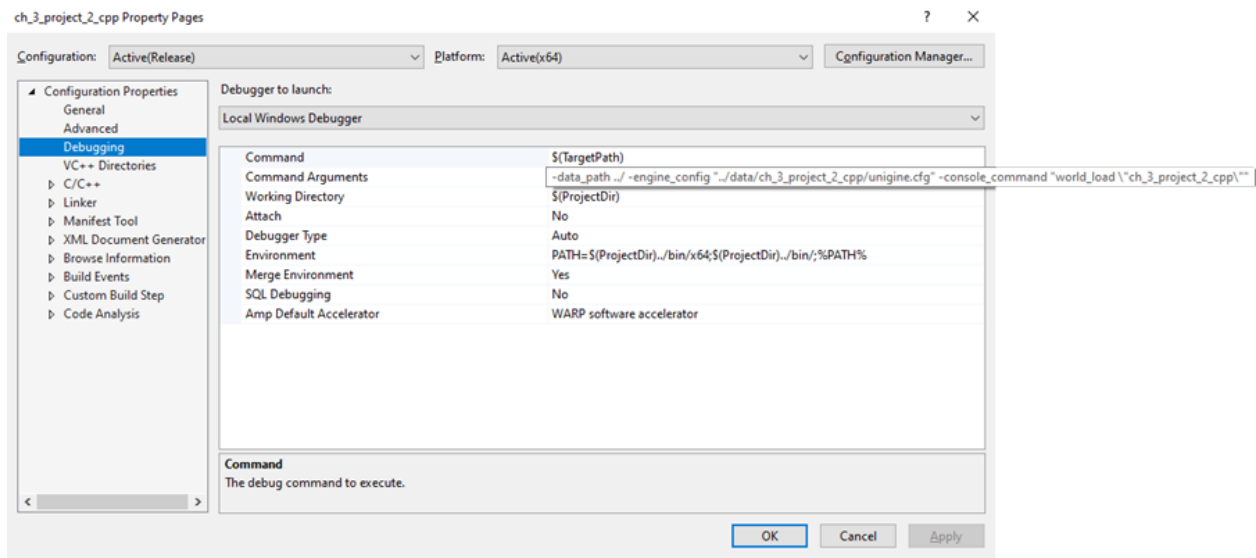 ch_3_project_2_cpp Property Pages
? ×
Configuration: Active(Release) Platform: Active(x64) Configuration Manager...
Configuration Properties
General
Advanced
Debugging
VC++ Directories
C/C++
Linker
Manifest Tool
XML Document Generator
Browse Information
Build Events
Custom Build Step
Code Analysis
Debugger to launch:
Local Windows Debugger
Command $(TargetPath)
Command Arguments -data_path ../ -engine_config "../data/ch_3_project_2_cpp/unigine.cfg" -console_command "world_load \"ch_3_project_2_cpp\""
Working Directory $(ProjectDir)
Attach No
Debugger Type Auto
Environment PATH=$(ProjectDir)../bin/x64;$(ProjectDir)../bin/;%PATH%
Merge Environment Yes
SQL Debugging No
Amp Default Accelerator WARP software accelerator
Command
The debug command to execute.
OK Cancel Apply